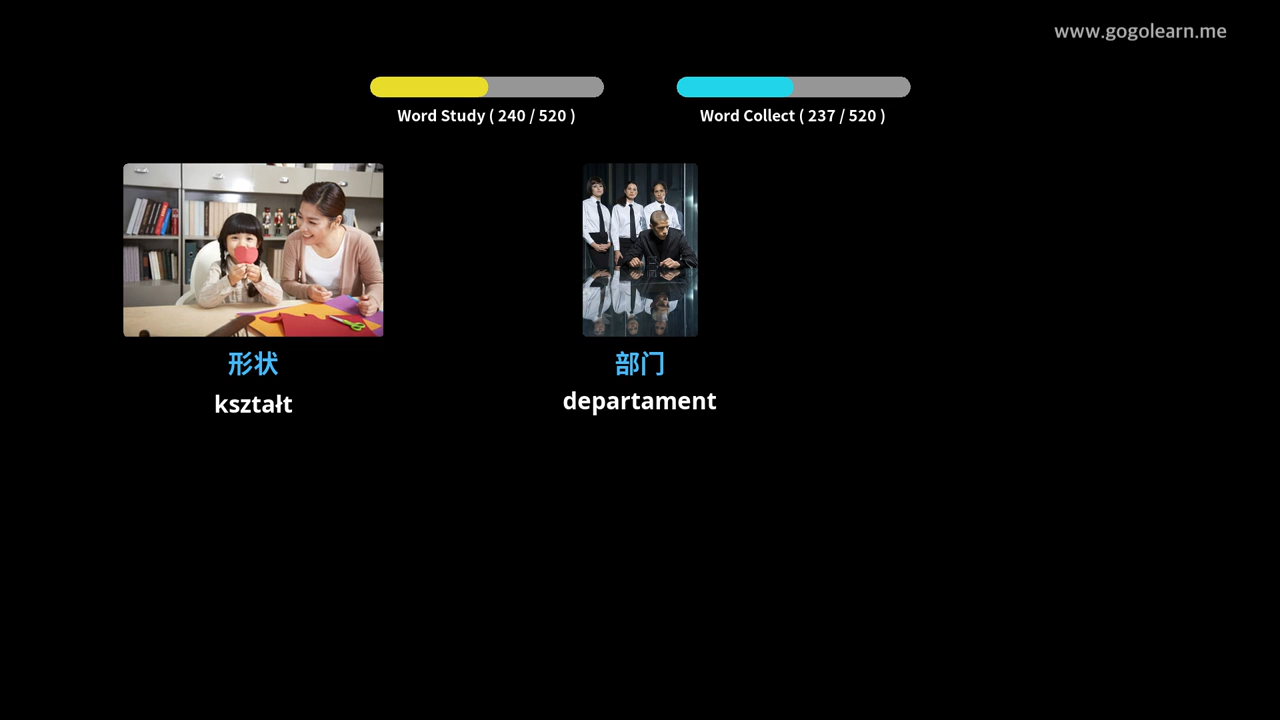 www.gogolearn.me
Word Study ( 240 / 520 )
Word Collect ( 237 / 520 )
形状
kształt
部门
departament